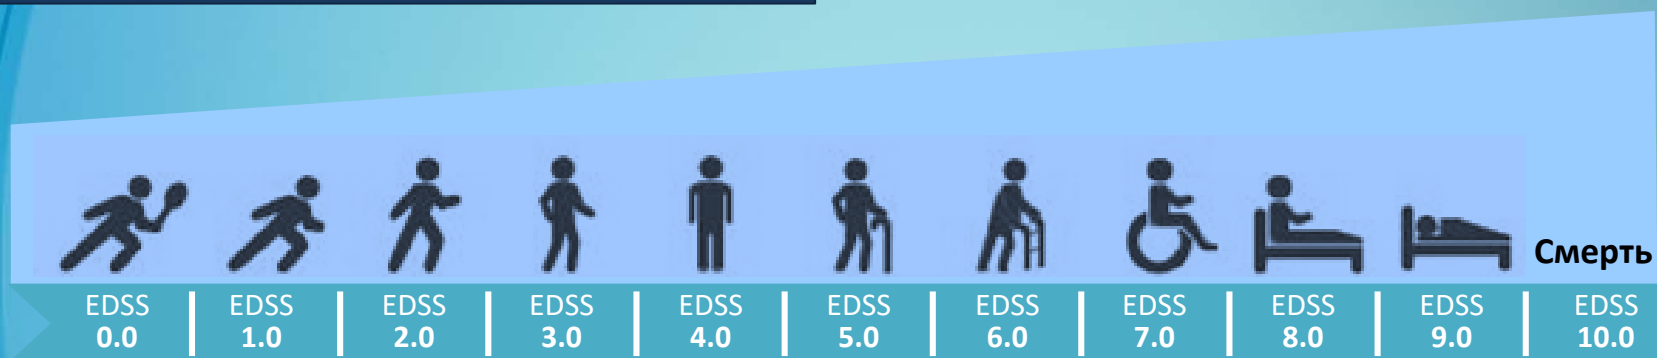 Смерть
EDSS EDSS EDSS EDSS EDSS EDSS EDSS EDSS EDSS EDSS EDSS
0.0 1.0 2.0 3.0 4.0 5.0 6.0 7.0 8.0 9.0 10.0